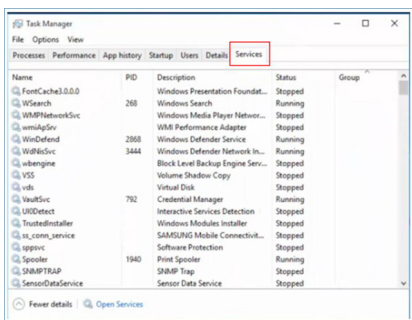 Task Manager
File Options View
Processes Performance App history Startup Users Details Services
Name PID Description Status Group
FontCache3.0.0.0 Windows Presentation Foundat... Stopped
WSearch 268 Windows Search Running
WMPNetworkSvc Windows Media Player Networ... Stopped
wmiApSrv WMI Performance Adapter Stopped
WinDefend 2868 Windows Defender Service Running
WdNisSvc 3444 Windows Defender Network In... Running
wbengine Block Level Backup Engine Serv... Stopped
VSS Volume Shadow Copy Stopped
vds Virtual Disk Stopped
VaultSvc 792 Credential Manager Running
UI0Detect Interactive Services Detection Stopped
TrustedInstaller Windows Modules Installer Stopped
ss_conn_service SAMSUNG Mobile Connectivit... Stopped
sppsvc Software Protection Stopped
Spooler 1940 Print Spooler Running
SNMPTRAP SNMP Trap Stopped
SensorDataService Sensor Data Service Stopped
Fewer details Open Services